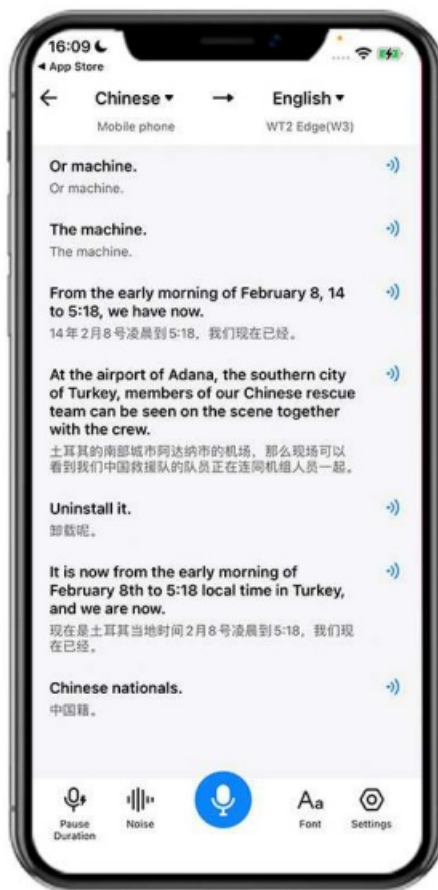 16:09
◀ App Store
← Chinese ▾ → English ▾
Mobile phone WT2 Edge(W3)
Or machine.
Or machine.
The machine.
The machine.
From the early morning of February 8, 14
to 5:18, we have now.
14年2月8号凌晨到5:18，我们现在已经。
At the airport of Adana, the southern city
of Turkey, members of our Chinese rescue
team can be seen on the scene together
with the crew.
土耳其的南部城市阿达纳市的机场，那么现场可以
看到我们中国救援队的队员正在连同机组人员一起。
Uninstall it.
卸载呢。
It is now from the early morning of
February 8th to 5:18 local time in Turkey,
and we are now.
现在是土耳其当地时间2月8号凌晨到5:18，我们现
在已经。
Chinese nationals.
中国籍。
Pause
Duration
Noise
Aa
Font
Settings